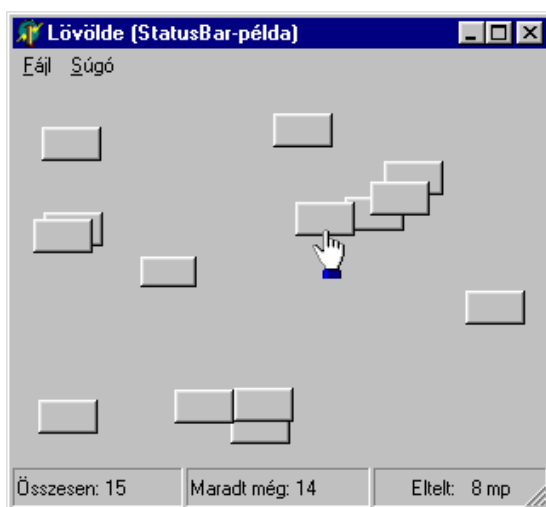 Lövölde (StatusBar-példa)
Fájl Súgó
Összesen: 15 Maradt még: 14 Eltelt: 8 mp